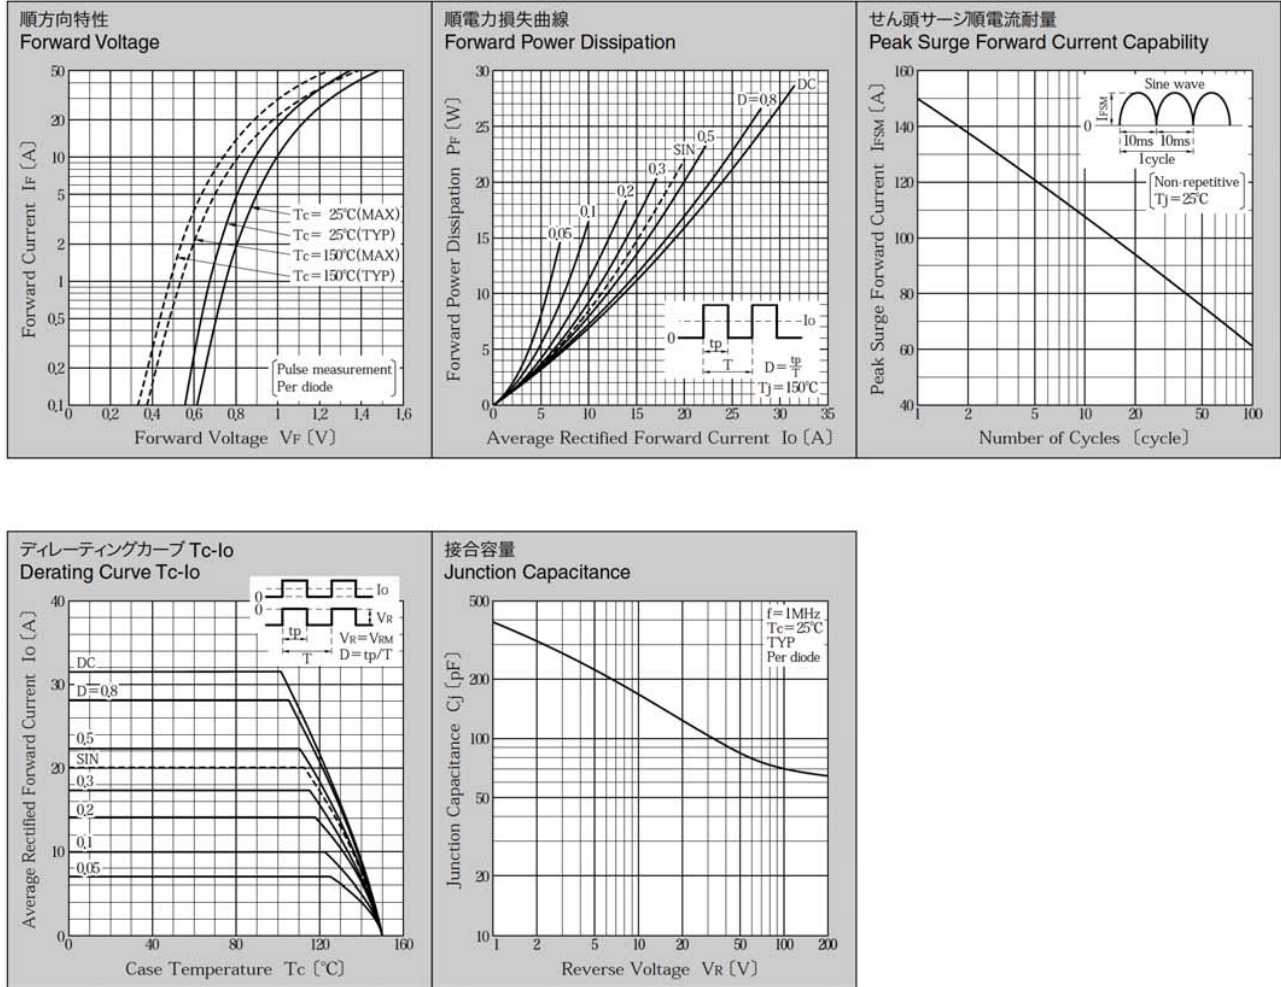 順方向特性
Forward Voltage
Forward Current IF〔A〕
50
20
10
5
2
1
0.5
0.2
0.1
0 0.2 0.4 0.6 0.8 1 1.2 1.4 1.6
Tc= 25℃(MAX)
Tc= 25℃(TYP)
Tc=150℃(MAX)
Tc=150℃(TYP)
Pulse measurement
Per diode
Forward Voltage VF〔V〕
順電力損失曲線
Forward Power Dissipation
Forward Power Dissipation PF〔W〕
30
25
20
15
10
5
0
0 5 10 15 20 25 30 35
DC
D=0.8
0.5
SIN
0.3
0.2
0.1
0.05
Io
0
tp
T
D=tp/T
Tj=150℃
Average Rectified Forward Current Io〔A〕
せん頭サージ順電流耐量
Peak Surge Forward Current Capability
Peak Surge Forward Current IFSM〔A〕
160
140
120
100
80
60
40
1 2 5 10 20 50 100
Sine wave
IFSM
0
10ms 10ms
1cycle
Non-repetitive
Tj=25℃
Number of Cycles〔cycle〕
ディレーティングカーブ Tc-Io
Derating Curve Tc-Io
Average Rectified Forward Current Io〔A〕
40
30
20
10
0
0 40 80 120 160
0
Io
0
VR
tp
T
VR=VRM
D=tp/T
DC
D=0.8
0.5
SIN
0.3
0.2
0.1
0.05
Case Temperature Tc〔℃〕
接合容量
Junction Capacitance
Junction Capacitance Cj〔pF〕
500
200
100
50
20
10
1 2 5 10 20 50 100 200
f=1MHz
Tc=25℃
TYP
Per diode
Reverse Voltage VR〔V〕